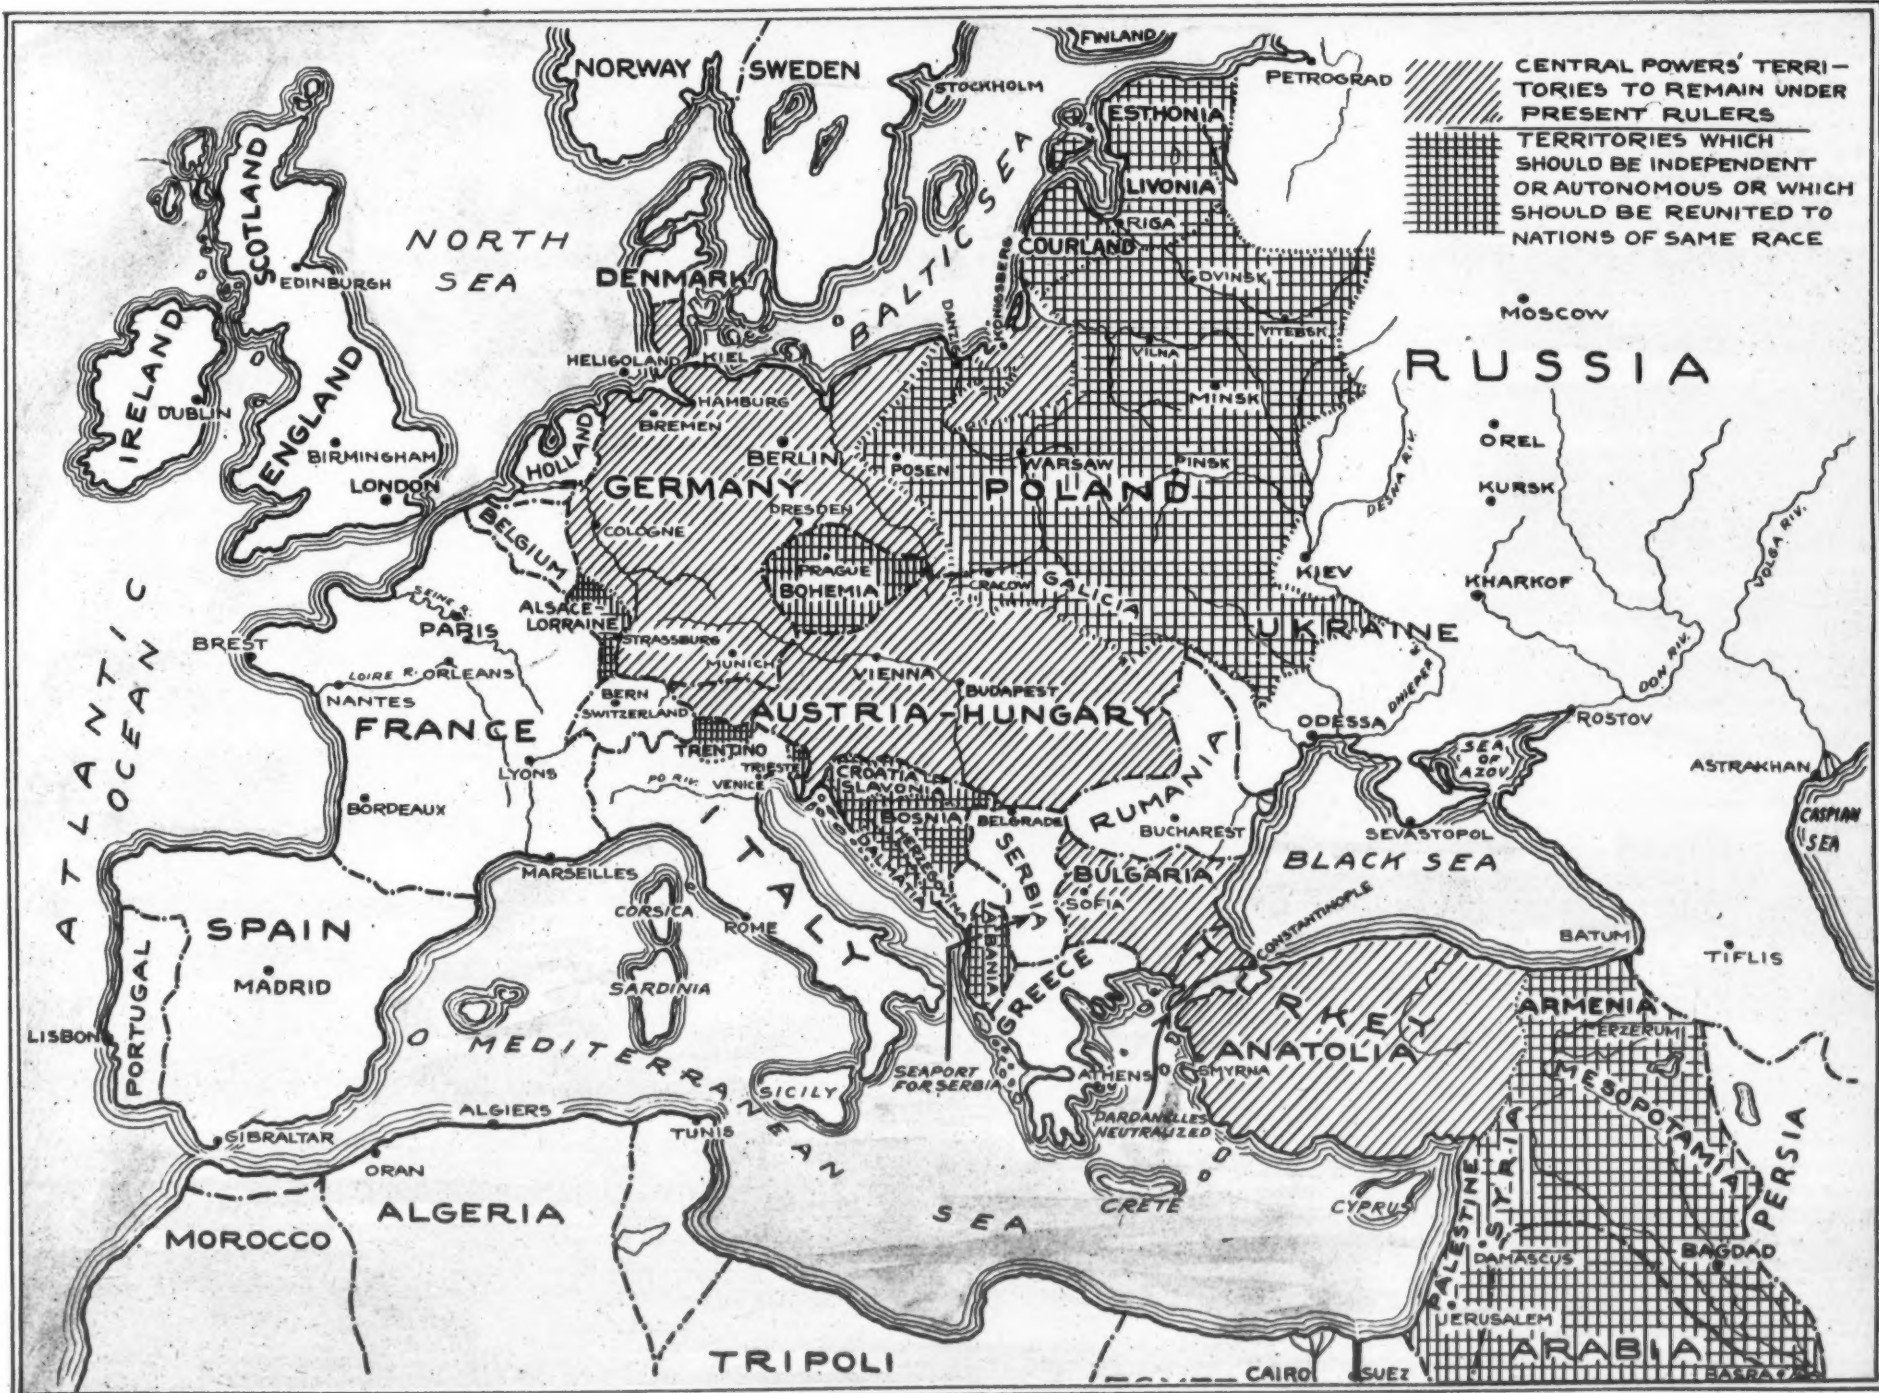 FINLAND
NORWAY
SWEDEN
STOCKHOLM
PETROGRAD
CENTRAL POWERS' TERRI-
TORIES TO REMAIN UNDER
PRESENT RULERS
TERRITORIES WHICH
SHOULD BE INDEPENDENT
OR AUTONOMOUS OR WHICH
SHOULD BE REUNITED TO
NATIONS OF SAME RACE
ESTHONIA
LIVONIA
RIGA
COURLAND
DVINSK
VITEBSK
VILNA
MINSK
MOSCOW
RUSSIA
OREL
KURSK
KHARKOF
DESNA RIV.
VOLGA RIV.
DON RIV.
DNIEPER R.
SCOTLAND
EDINBURGH
NORTH
SEA
DENMARK
BALTIC SEA
KONIGSBERG
HELIGOLAND
KIEL
IRELAND
DUBLIN
ENGLAND
BIRMINGHAM
LONDON
HOLLAND
HAMBURG
BREMEN
BERLIN
GERMANY
DRESDEN
COLOGNE
POSEN
WARSAW
PINSK
POLAND
BELGIUM
PRAGUE
BOHEMIA
CRACOW
GALICIA
KIEV
UKRAINE
ALSACE-
LORRAINE
STRASSBURG
MUNICH
VIENNA
BUDAPEST
AUSTRIA-HUNGARY
ATLANTIC
OCEAN
BREST
SEINE R.
PARIS
LOIRE R.
ORLEANS
NANTES
FRANCE
BERN
SWITZERLAND
LYONS
BORDEAUX
MARSEILLES
TRENTINO
TRIESTE
PO RIV.
VENICE
CROATIA
SLAVONIA
BOSNIA
HERZEGOVINA
DALMATIA
BELGRADE
SERBIA
RUMANIA
BUCHAREST
BULGARIA
SOFIA
ODESSA
ROSTOV
SEA
OF
AZOV
ASTRAKHAN
CASPIAN
SEA
SEVASTOPOL
BLACK SEA
CONSTANTINOPLE
BATUM
TIFLIS
ITALY
CORSICA
ROME
SARDINIA
SPAIN
MADRID
PORTUGAL
LISBON
GIBRALTAR
MEDITERRANEAN
SEA
SICILY
ALBANIA
GREECE
SEAPORT
FOR SERBIA
ATHENS
DARDANELLES
NEUTRALIZED
TURKEY
ANATOLIA
SMYRNA
ARMENIA
ERZERUM
MESOPOTAMIA
PERSIA
SYRIA
PALESTINE
DAMASCUS
BAGDAD
JERUSALEM
ARABIA
BASRA
CRETE
CYPRUS
ALGIERS
ORAN
TUNIS
MOROCCO
ALGERIA
TRIPOLI
CAIRO
SUEZ